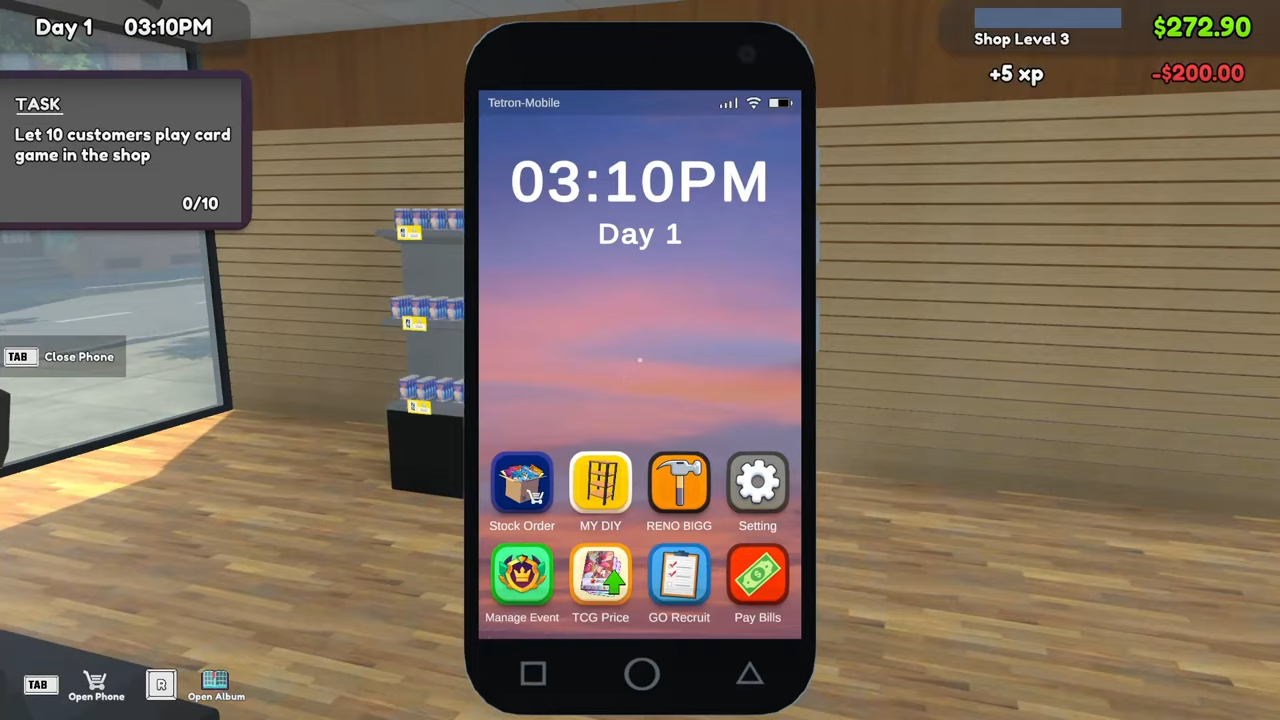 Day 1 03:10PM
Shop Level 3
$272.90
+5 xp
-$200.00
TASK
Let 10 customers play card
game in the shop
0/10
TAB Close Phone
Tetron-Mobile
03:10PM
Day 1
Stock Order
MY DIY
RENO BIGG
Setting
Manage Event
TCG Price
GO Recruit
Pay Bills
TAB
Open Phone
R
Open Album